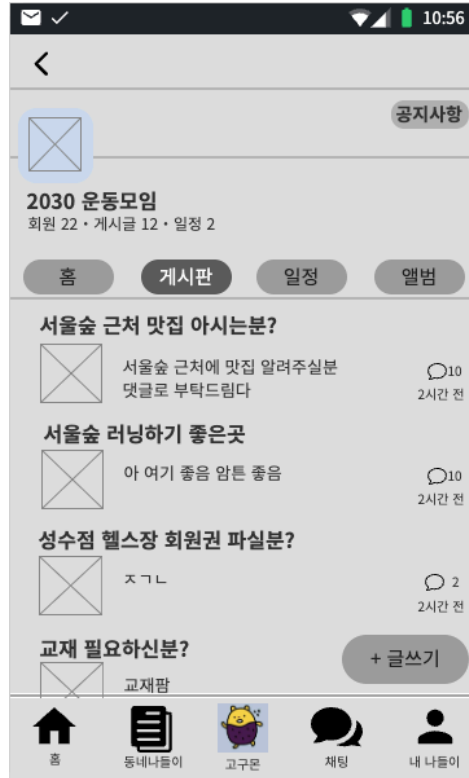 10:56
공지사항
2030 운동모임
회원 22 · 게시글 12 · 일정 2
홈 게시판 일정 앨범
서울숲 근처 맛집 아시는분?
서울숲 근처에 맛집 알려주실분
댓글로 부탁드림다
10
2시간 전
서울숲 러닝하기 좋은곳
아 여기 좋음 암튼 좋음
10
2시간 전
성수점 헬스장 회원권 파실분?
ㅈㄱㄴ
2
2시간 전
교재 필요하신분?
교재팜
+ 글쓰기
홈 동네나들이 고구몬 채팅 내 나들이